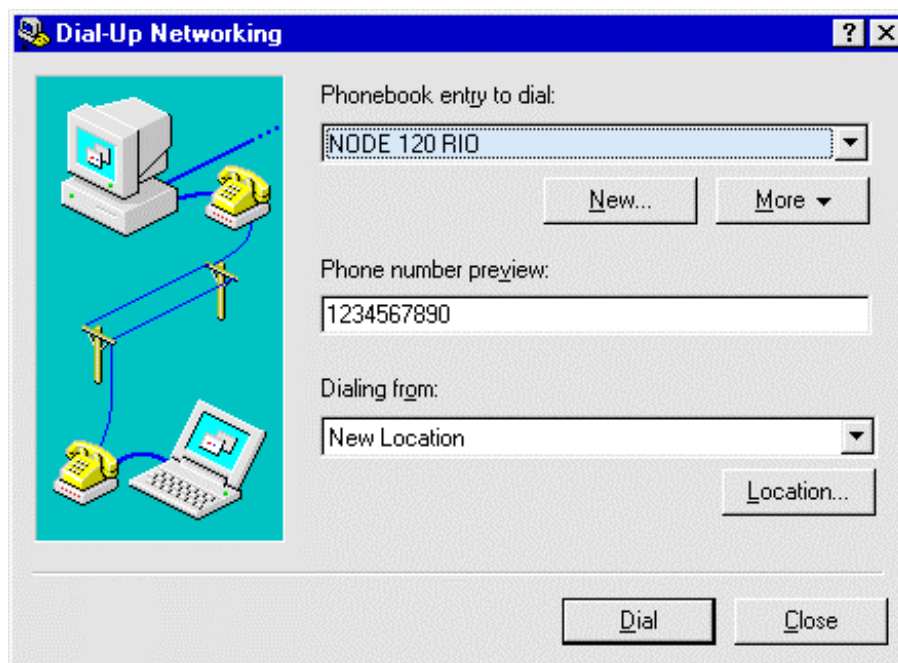 Dial-Up Networking
Phonebook entry to dial:
NODE 120 RIO
New... More
Phone number preview:
1234567890
Dialing from:
New Location
Location...
Dial Close